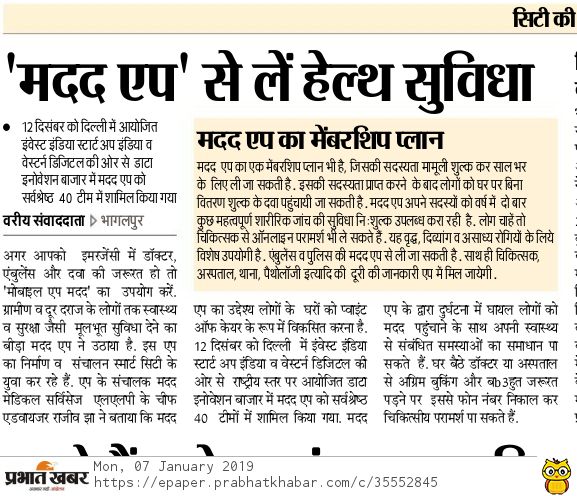 सिटी की
'मदद एप' से लें हेल्थ सुविधा
● 12 दिसंबर को दिल्ली में आयोजित
इंवेस्ट इंडिया स्टार्ट अप इंडिया व
वेस्टर्न डिजिटल की ओर से डाटा
इनोवेशन बाजार में मदद एप को
सर्वश्रेष्ठ 40 टीम में शामिल किया गया
वरीय संवाददाता ▷ भागलपुर
अगर आपको इमरजेंसी में डॉक्टर,
एंबुलेंस और दवा की जरूरत हो तो
'मोबाइल एप मदद' का उपयोग करें.
ग्रामीण व दूर दराज के लोगों तक स्वास्थ्य
व सुरक्षा जैसी मूलभूत सुविधा देने का
बीड़ा मदद एप ने उठाया है. इस एप
का निर्माण व संचालन स्मार्ट सिटी के
युवा कर रहे हैं. एप के संचालक मदद
मेडिकल सर्विसेज एलएलपी के चीफ
एडवायजर राजीव झा ने बताया कि मदद
मदद एप का मेंबरशिप प्लान
मदद एप का एक मेंबरशिप प्लान भी है, जिसकी सदस्यता मामूली शुल्क कर साल भर
के लिए ली जा सकती है. इसकी सदस्यता प्राप्त करने के बाद लोगों को घर पर बिना
वितरण शुल्क के दवा पहुंचायी जा सकती है. मदद एप अपने सदस्यों को वर्ष में दो बार
कुछ महत्वपूर्ण शारीरिक जांच की सुविधा निःशुल्क उपलब्ध करा रही है. लोग चाहें तो
चिकित्सक से ऑनलाइन परामर्श भी ले सकते हैं. यह वृद्ध, दिव्यांग व असाध्य रोगियों के लिये
विशेष उपयोगी है. एंबुलेंस व पुलिस की मदद एप से ली जा सकती है. साथ ही चिकित्सक,
अस्पताल, थाना, पैथोलॉजी इत्यादि की दूरी की जानकारी एप में मिल जायेगी.
एप का उद्देश्य लोगों के घरों को प्वाइंट
ऑफ केयर के रूप में विकसित करना है.
12 दिसंबर को दिल्ली में इंवेस्ट इंडिया
स्टार्ट अप इंडिया व वेस्टर्न डिजिटल की
ओर से राष्ट्रीय स्तर पर आयोजित डाटा
इनोवेशन बाजार में मदद एप को सर्वश्रेष्ठ
40 टीमों में शामिल किया गया. मदद
एप के द्वारा दुर्घटना में घायल लोगों को
मदद पहुंचाने के साथ अपनी स्वास्थ्य
से संबंधित समस्याओं का समाधान पा
सकते हैं. घर बैठे डॉक्टर या अस्पताल
से अग्रिम बुकिंग और बb3हुत जरूरत
पड़ने पर इससे फोन नंबर निकाल कर
चिकित्सीय परामर्श पा सकते हैं.
प्रभात खबर
अखबार नहीं आंदोलन
Mon, 07 January 2019
https://epaper.prabhatkhabar.com/c/35552845